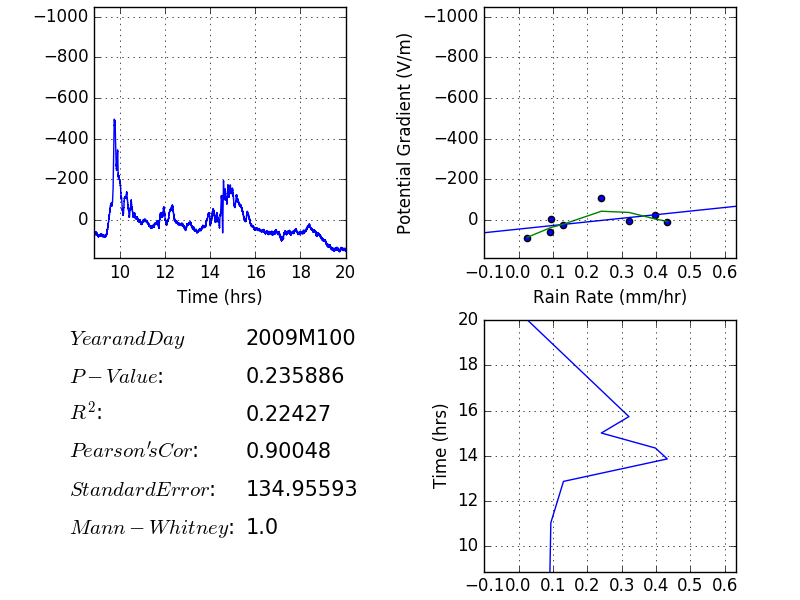 −1000
−800
−600
−400
−200
0
10 12 14 16 18 20
Time (hrs)
Potential Gradient (V/m)
−1000
−800
−600
−400
−200
0
−0.1 0.0 0.1 0.2 0.3 0.4 0.5 0.6
Rain Rate (mm/hr)
YearandDay 2009M100
P−Value: 0.235886
R²: 0.22427
Pearson'sCor: 0.90048
StandardError: 134.95593
Mann−Whitney: 1.0
Time (hrs)
20
18
16
14
12
10
−0.1 0.0 0.1 0.2 0.3 0.4 0.5 0.6